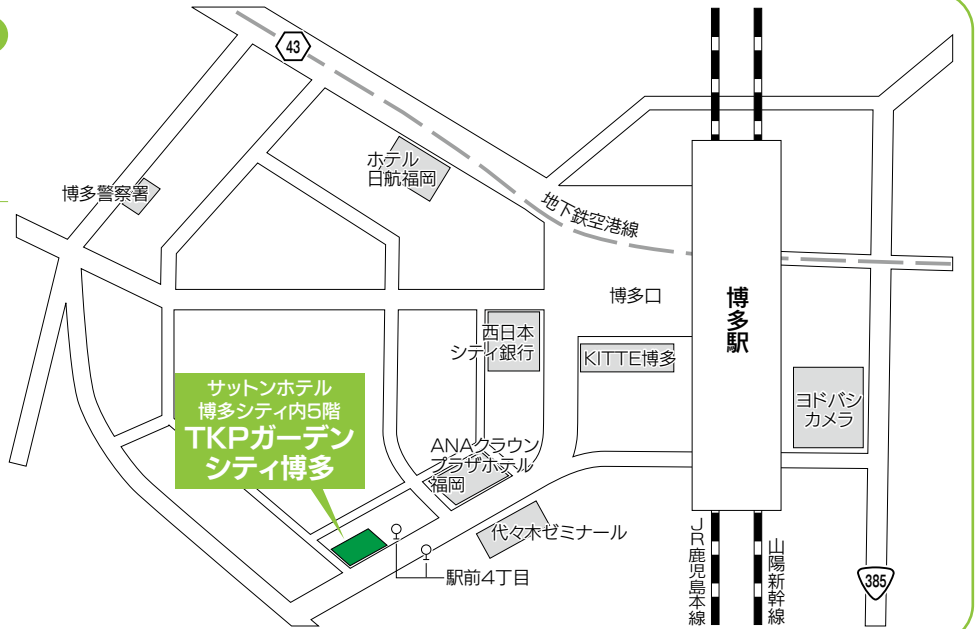 43
ホテル
日航福岡
博多警察署
地下鉄空港線
博多口
博多駅
西日本
シティ銀行
KITTE博多
ヨドバシ
カメラ
サットンホテル
博多シティ内5階
TKPガーデン
シティ博多
ANAクラウン
プラザホテル
福岡
代々木ゼミナール
駅前4丁目
JR鹿児島本線
山陽新幹線
385